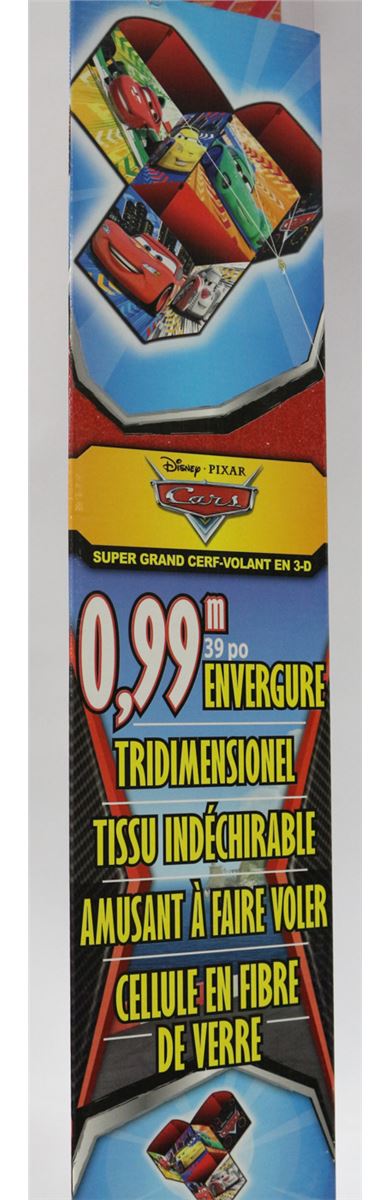 Disney · PIXAR
Cars
SUPER GRAND CERF-VOLANT EN 3-D
0,99 m
39 po
ENVERGURE
TRIDIMENSIONEL
TISSU INDÉCHIRABLE
AMUSANT À FAIRE VOLER
CELLULE EN FIBRE
DE VERRE